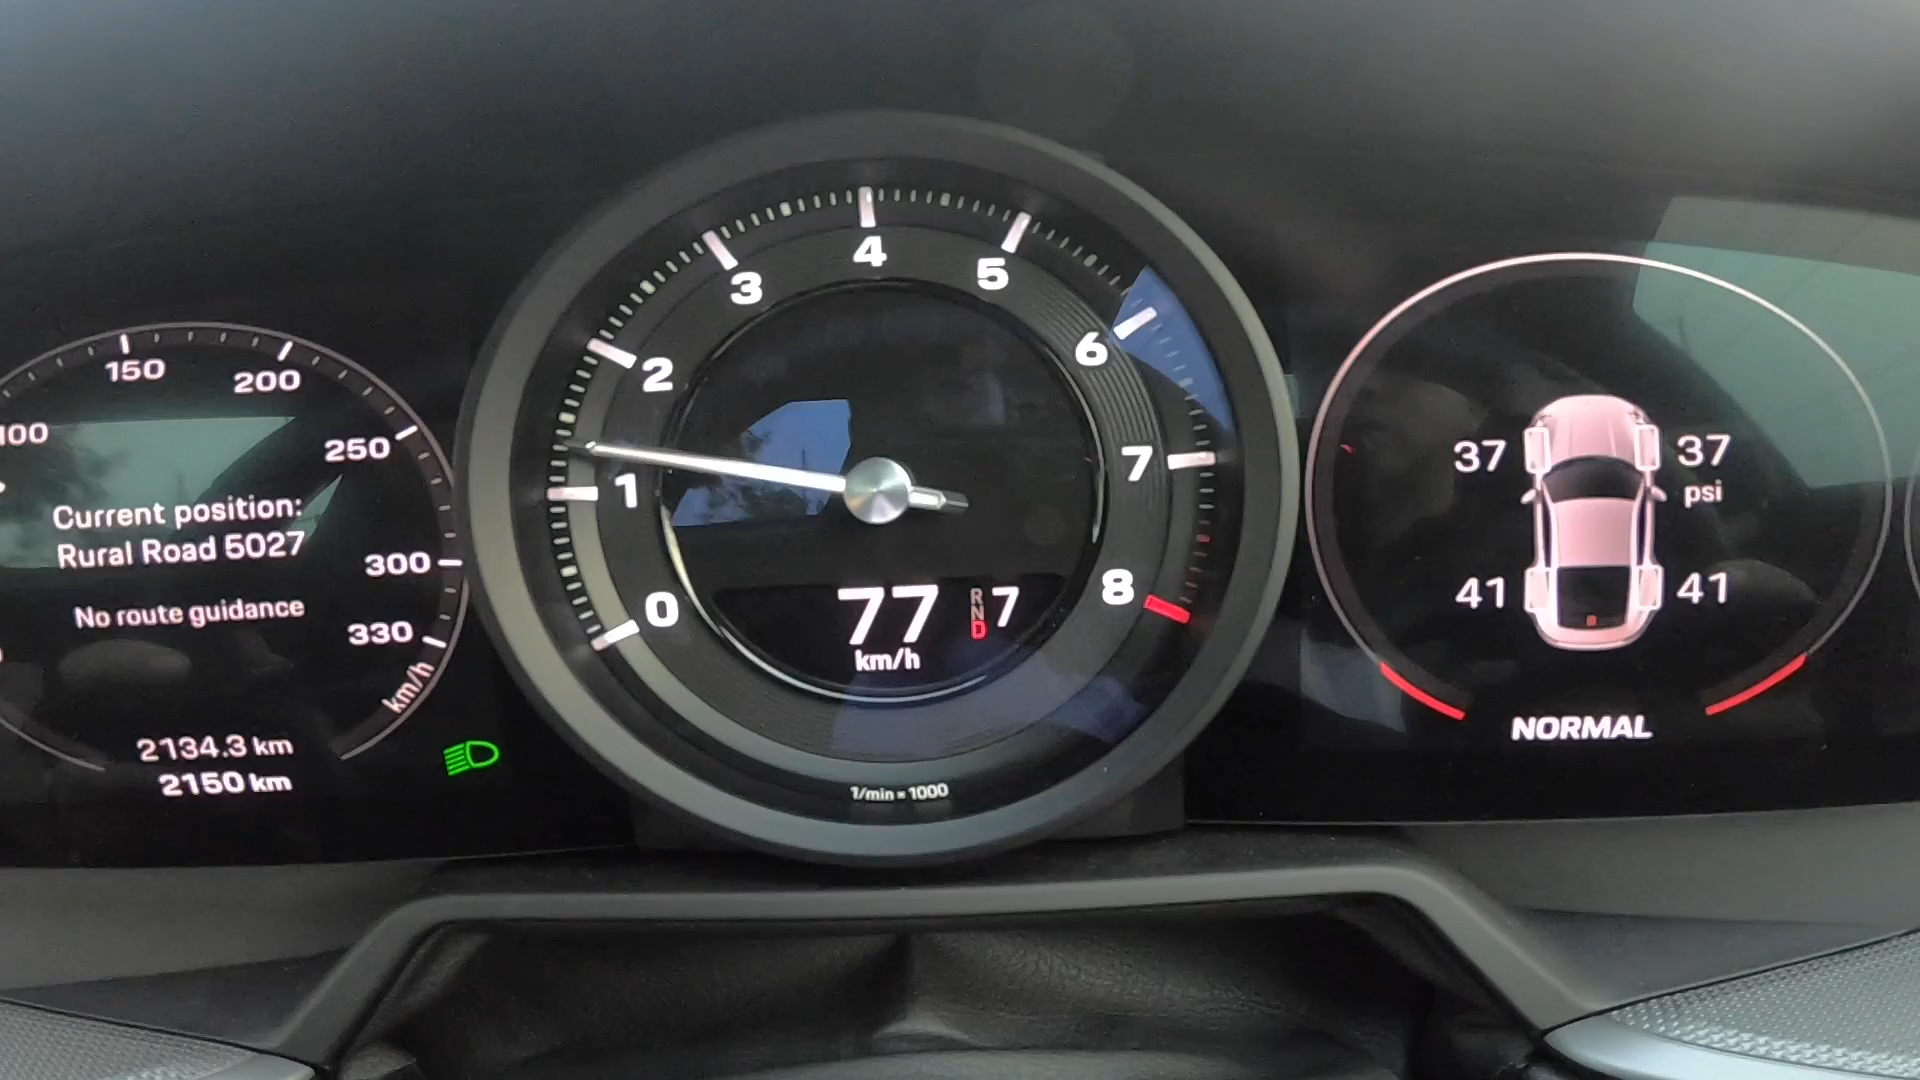 100
150
200
250
300
330
km/h
Current position:
Rural Road 5027
No route guidance
2134.3 km
2150 km
0
1
2
3
4
5
6
7
8
77
km/h
R
N
D
7
1/min = 1000
37 37
psi
41 41
NORMAL